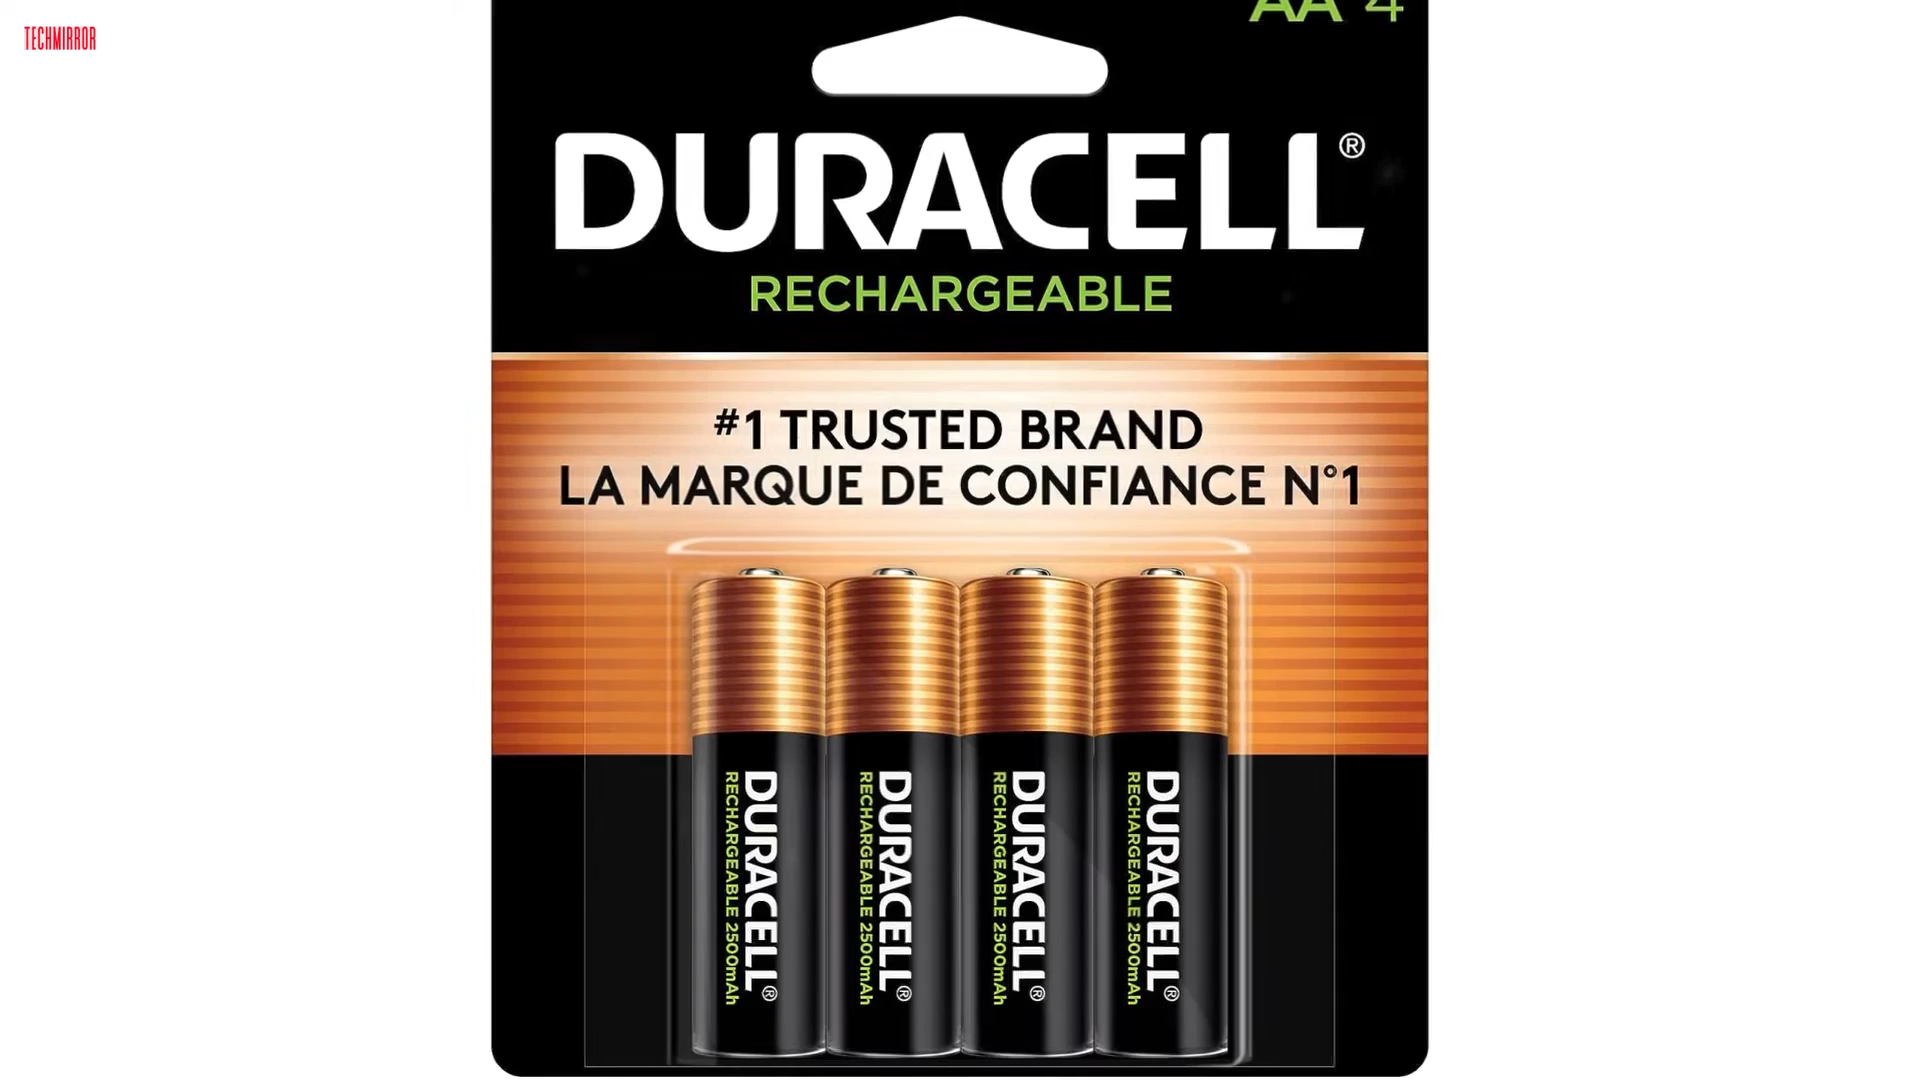 TECHMIRROR
AA 4
DURACELL®
RECHARGEABLE
#1 TRUSTED BRAND
LA MARQUE DE CONFIANCE N°1
DURACELL®
RECHARGEABLE 2500mAh
DURACELL®
RECHARGEABLE 2500mAh
DURACELL®
RECHARGEABLE 2500mAh
DURACELL®
RECHARGEABLE 2500mAh